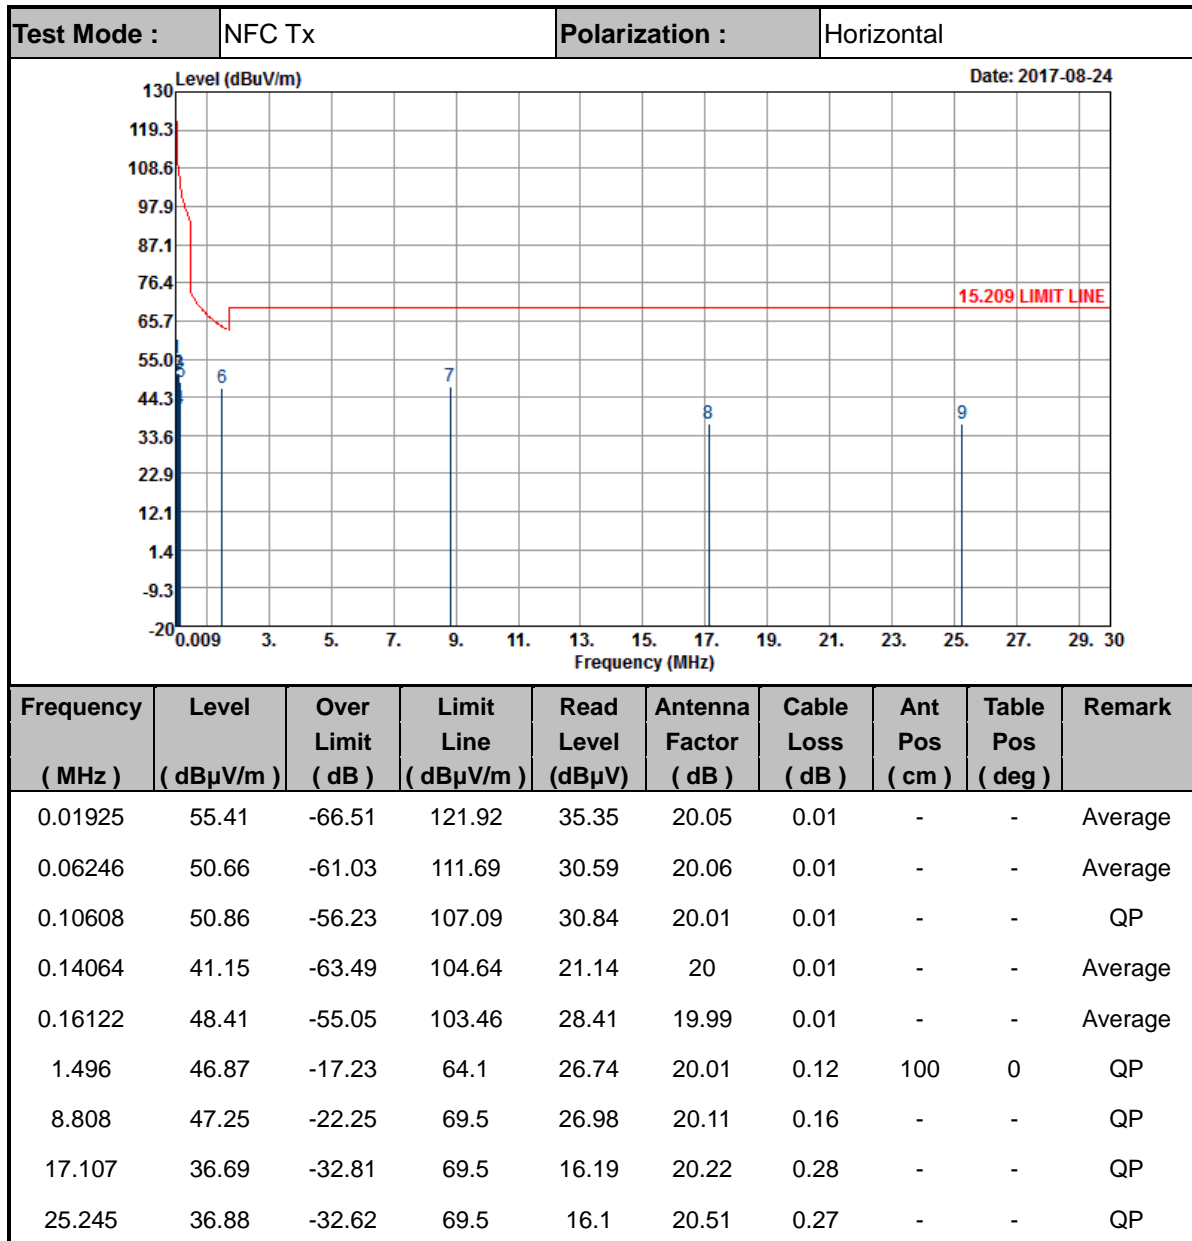 Test Mode : NFC Tx Polarization : Horizontal
Level (dBuV/m) Date: 2017-08-24
130
119.3
108.6
97.9
87.1
76.4
15.209 LIMIT LINE
65.7
55.0
5 6 7
44.3
8 9
33.6
22.9
12.1
1.4
-9.3
-20
0.009 3. 5. 7. 9. 11. 13. 15. 17. 19. 21. 23. 25. 27. 29. 30
Frequency (MHz)
Frequency Level Over Limit Read Antenna Cable Ant Table Remark
Limit Line Level Factor Loss Pos Pos
( MHz ) ( dBµV/m ) ( dB ) ( dBµV/m ) (dBµV) ( dB ) ( dB ) ( cm ) ( deg )
0.01925 55.41 -66.51 121.92 35.35 20.05 0.01 - - Average
0.06246 50.66 -61.03 111.69 30.59 20.06 0.01 - - Average
0.10608 50.86 -56.23 107.09 30.84 20.01 0.01 - - QP
0.14064 41.15 -63.49 104.64 21.14 20 0.01 - - Average
0.16122 48.41 -55.05 103.46 28.41 19.99 0.01 - - Average
1.496 46.87 -17.23 64.1 26.74 20.01 0.12 100 0 QP
8.808 47.25 -22.25 69.5 26.98 20.11 0.16 - - QP
17.107 36.69 -32.81 69.5 16.19 20.22 0.28 - - QP
25.245 36.88 -32.62 69.5 16.1 20.51 0.27 - - QP